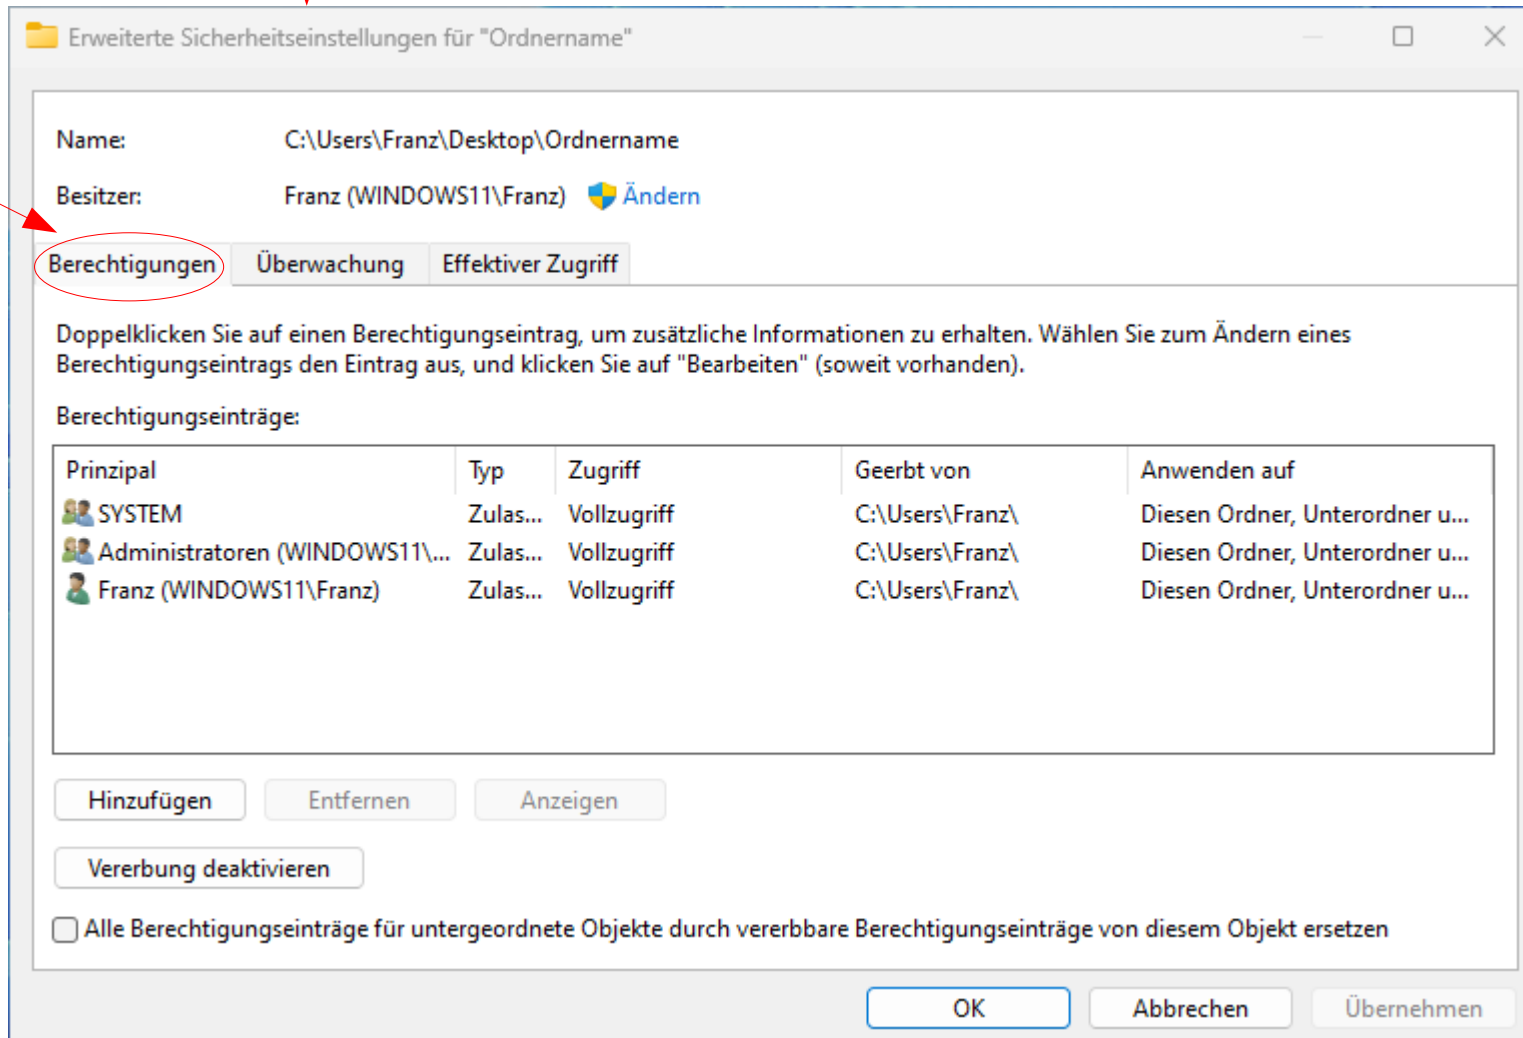 Erweiterte Sicherheitseinstellungen für "Ordnername"
Name: C:\Users\Franz\Desktop\Ordnername
Besitzer: Franz (WINDOWS11\Franz) Ändern
Berechtigungen Überwachung Effektiver Zugriff
Doppelklicken Sie auf einen Berechtigungseintrag, um zusätzliche Informationen zu erhalten. Wählen Sie zum Ändern eines
Berechtigungseintrags den Eintrag aus, und klicken Sie auf "Bearbeiten" (soweit vorhanden).
Berechtigungseinträge:
Prinzipal Typ Zugriff Geerbt von Anwenden auf
SYSTEM Zulas... Vollzugriff C:\Users\Franz\ Diesen Ordner, Unterordner u...
Administratoren (WINDOWS11\... Zulas... Vollzugriff C:\Users\Franz\ Diesen Ordner, Unterordner u...
Franz (WINDOWS11\Franz) Zulas... Vollzugriff C:\Users\Franz\ Diesen Ordner, Unterordner u...
Hinzufügen Entfernen Anzeigen
Vererbung deaktivieren
Alle Berechtigungseinträge für untergeordnete Objekte durch vererbbare Berechtigungseinträge von diesem Objekt ersetzen
OK Abbrechen Übernehmen